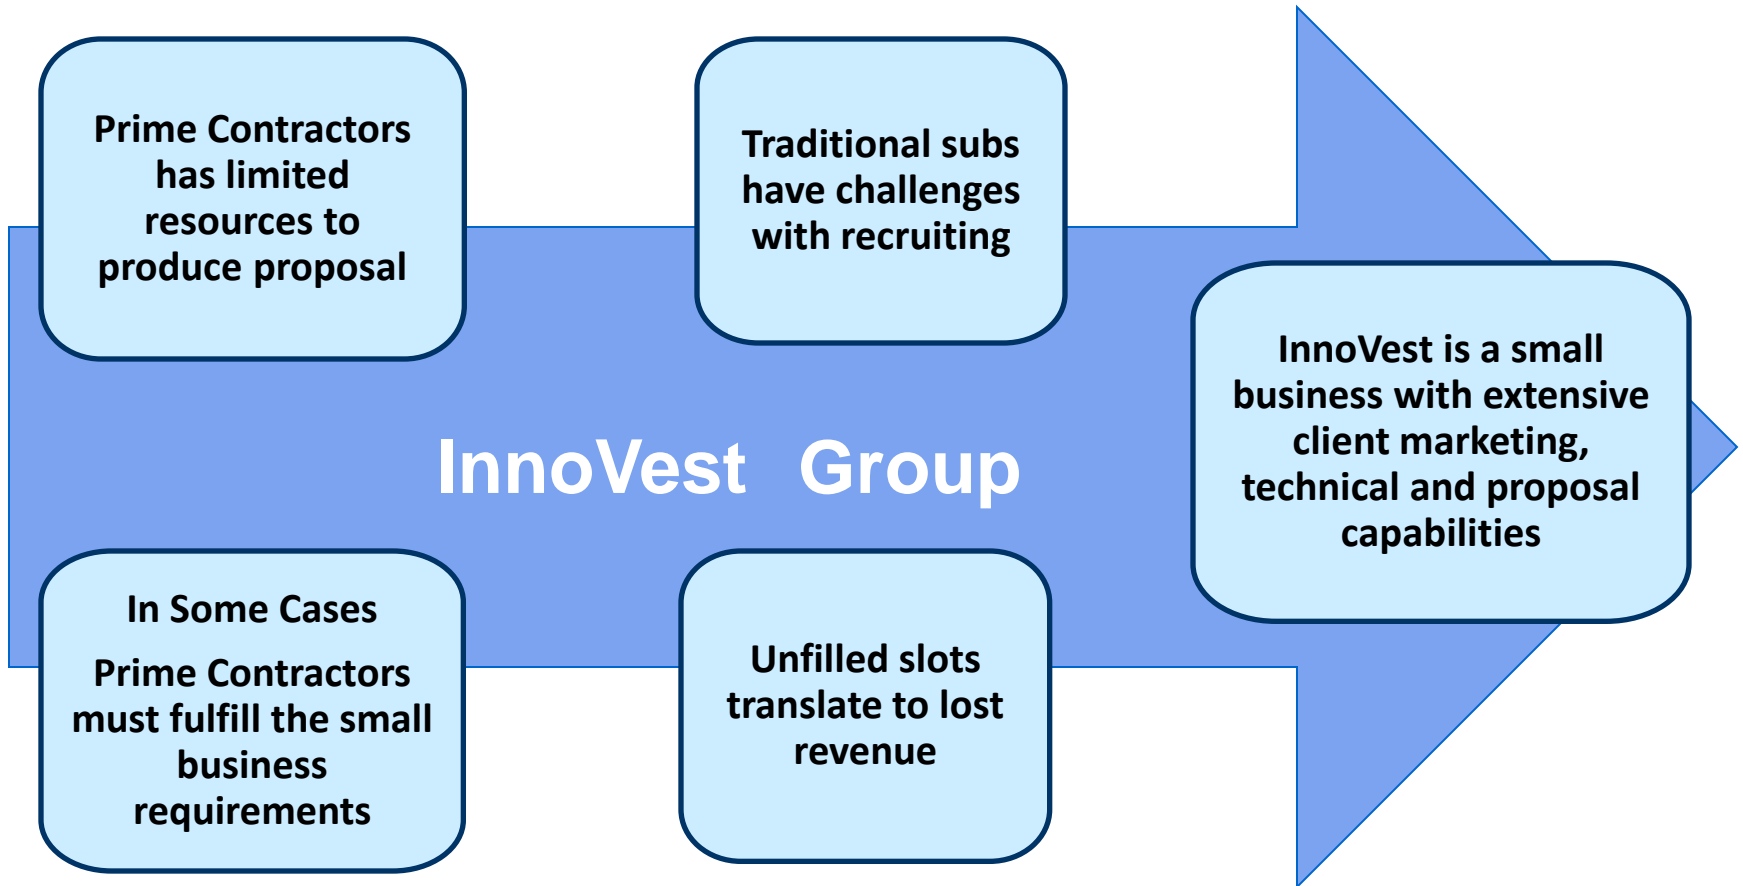 Prime Contractors
has limited
resources to
produce proposal
Traditional subs
have challenges
with recruiting
InnoVest is a small
business with extensive
client marketing,
technical and proposal
capabilities
InnoVest Group
In Some Cases
Prime Contractors
must fulfill the small
business
requirements
Unfilled slots
translate to lost
revenue